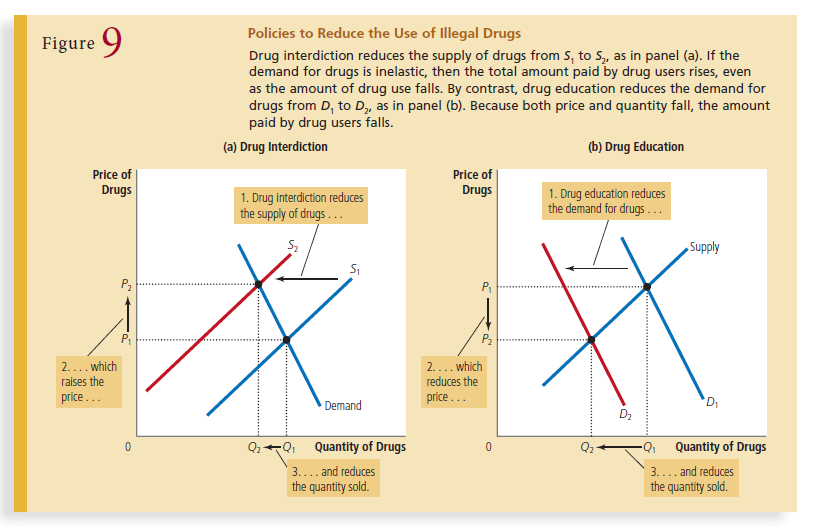 Figure 9
Policies to Reduce the Use of Illegal Drugs
Drug interdiction reduces the supply of drugs from S₁ to S₂, as in panel (a). If the
demand for drugs is inelastic, then the total amount paid by drug users rises, even
as the amount of drug use falls. By contrast, drug education reduces the demand for
drugs from D₁ to D₂, as in panel (b). Because both price and quantity fall, the amount
paid by drug users falls.
(a) Drug Interdiction
Price of
Drugs
1. Drug interdiction reduces
the supply of drugs . . .
S₂
S₁
P₂
P₁
2. . . . which
raises the
price . . .
Demand
0
Q₂
Q₁
Quantity of Drugs
3. . . . and reduces
the quantity sold.
(b) Drug Education
Price of
Drugs
1. Drug education reduces
the demand for drugs . . .
Supply
P₁
P₂
2. . . . which
reduces the
price . . .
D₁
D₂
0
Q₂
Q₁
Quantity of Drugs
3. . . . and reduces
the quantity sold.